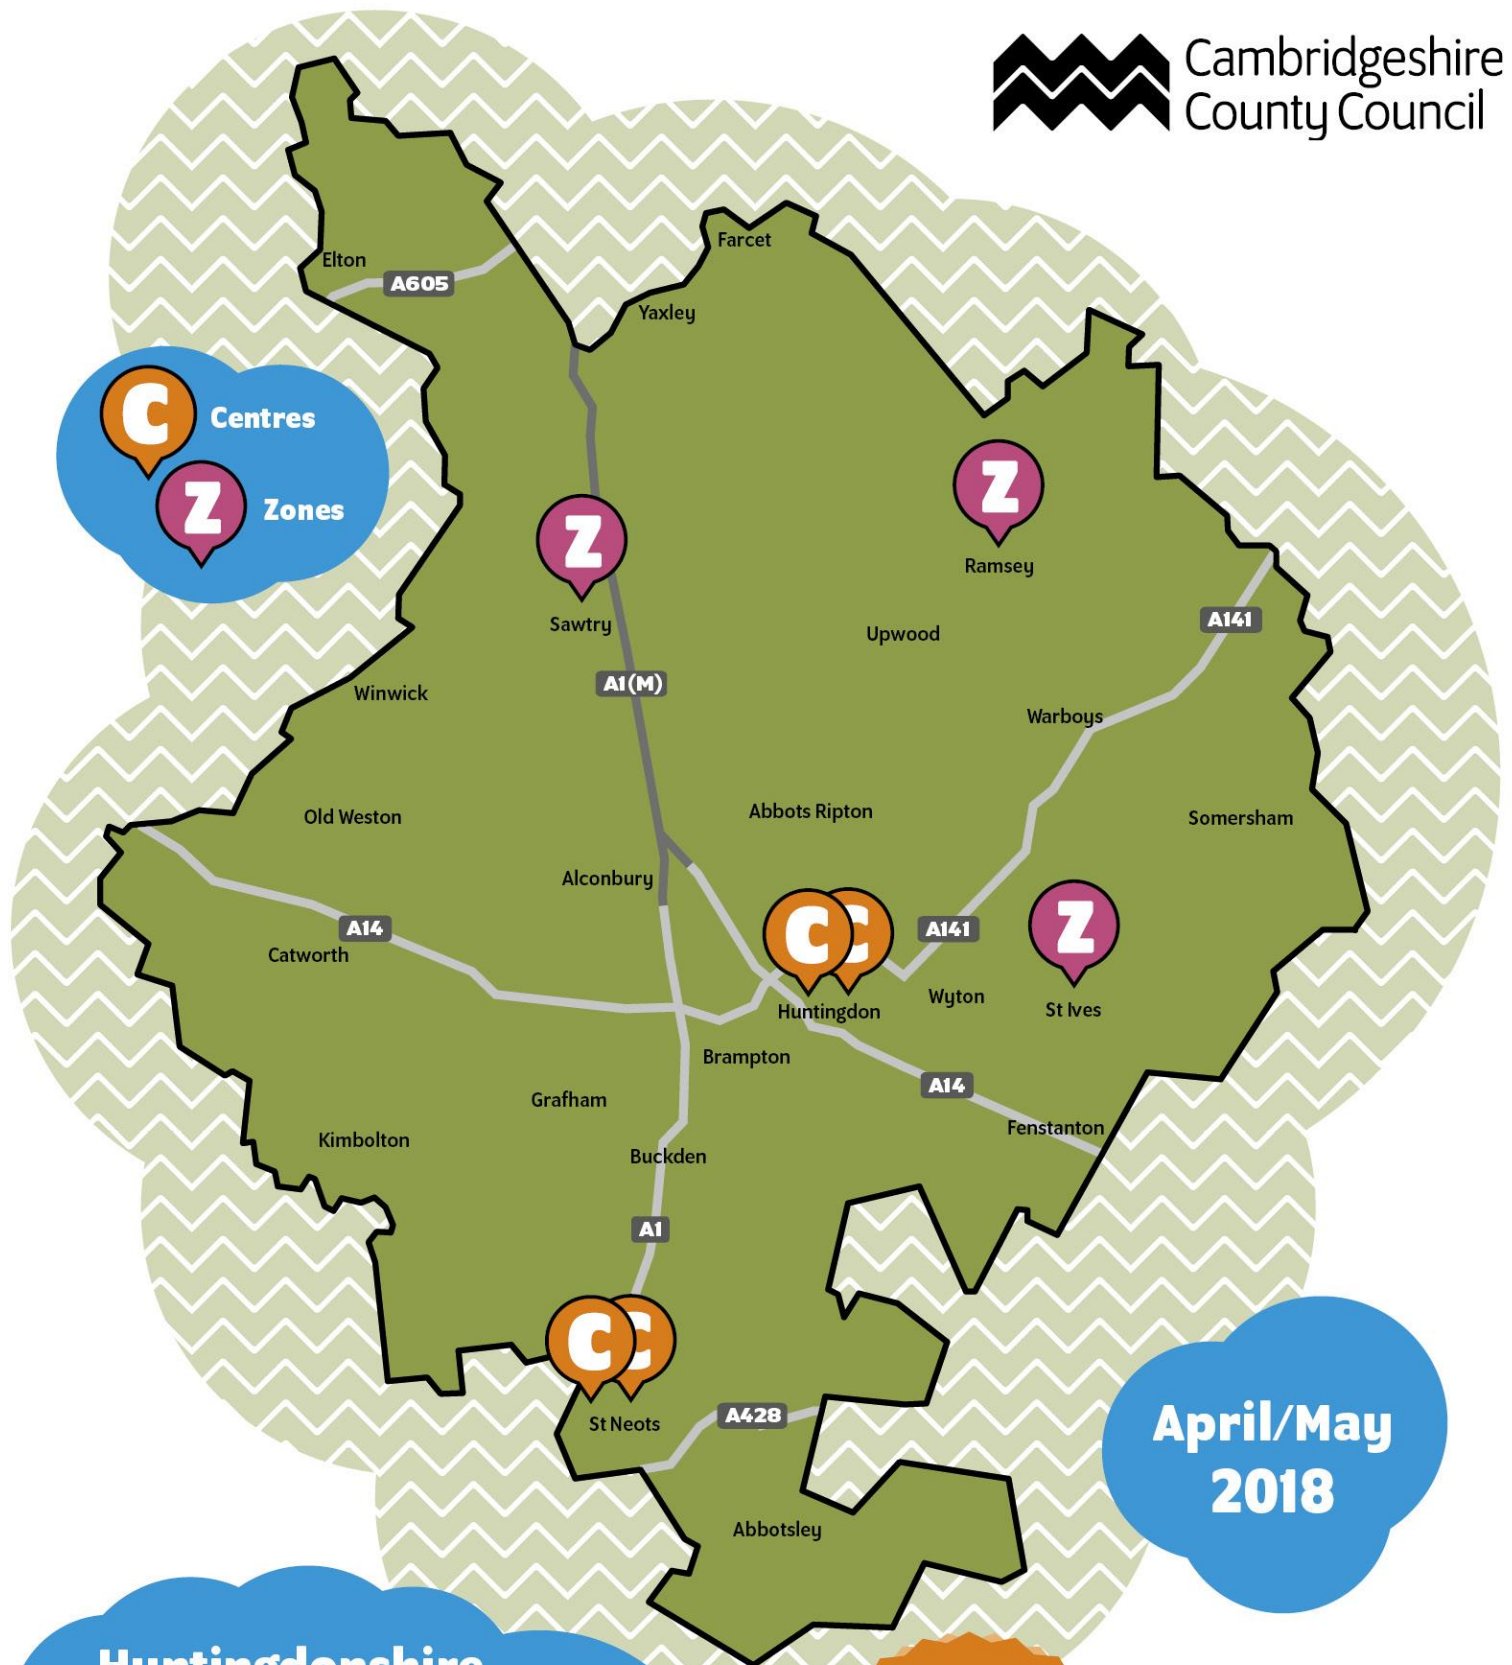 Cambridgeshire
County Council
Farcet
Elton
A605
Yaxley
C Centres
Z Zones
Z
Ramsey
Z
Sawtry
A141
Upwood
A1(M)
Winwick
Warboys
Old Weston
Abbots Ripton
Somersham
Alconbury
A14
C C
A141
Z
Catworth
Wyton
Huntingdon
St Ives
Brampton
A14
Grafham
Fenstanton
Kimbolton
Buckden
A1
C C
St Neots
A428
April/May
2018
Abbotsley
Huntingdonshire